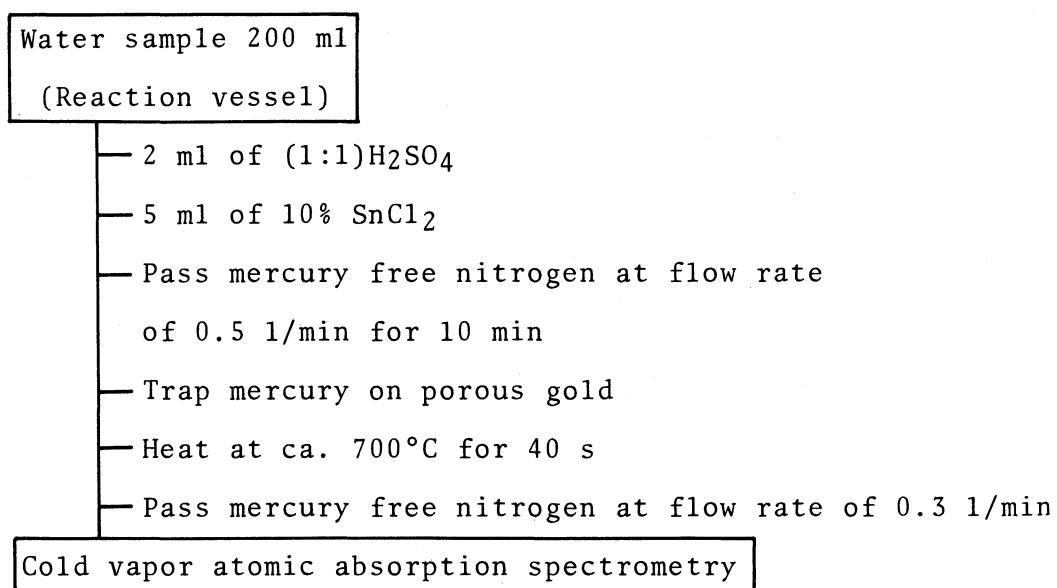 Water sample 200 ml
(Reaction vessel)
2 ml of (1:1)H₂SO₄
5 ml of 10% SnCl₂
Pass mercury free nitrogen at flow rate
of 0.5 l/min for 10 min
Trap mercury on porous gold
Heat at ca. 700°C for 40 s
Pass mercury free nitrogen at flow rate of 0.3 l/min
Cold vapor atomic absorption spectrometry